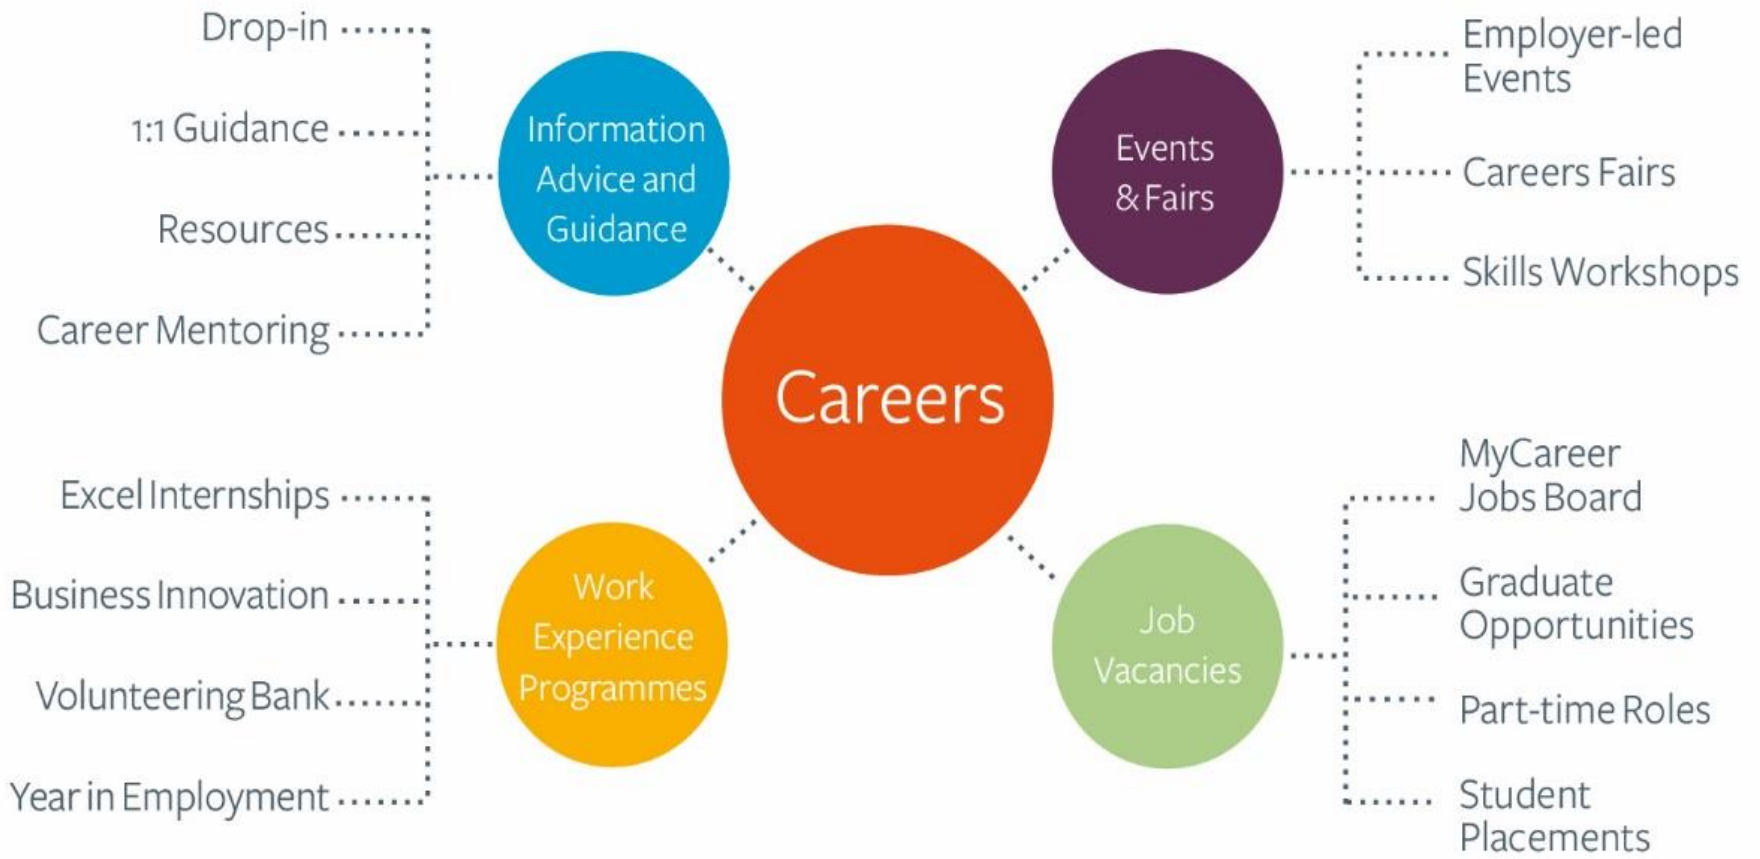 Drop-in
1:1 Guidance
Resources
Career Mentoring
Information
Advice and
Guidance
Events
& Fairs
Employer-led
Events
Careers Fairs
Skills Workshops
Careers
Excel Internships
Business Innovation
Volunteering Bank
Year in Employment
Work
Experience
Programmes
Job
Vacancies
MyCareer
Jobs Board
Graduate
Opportunities
Part-time Roles
Student
Placements